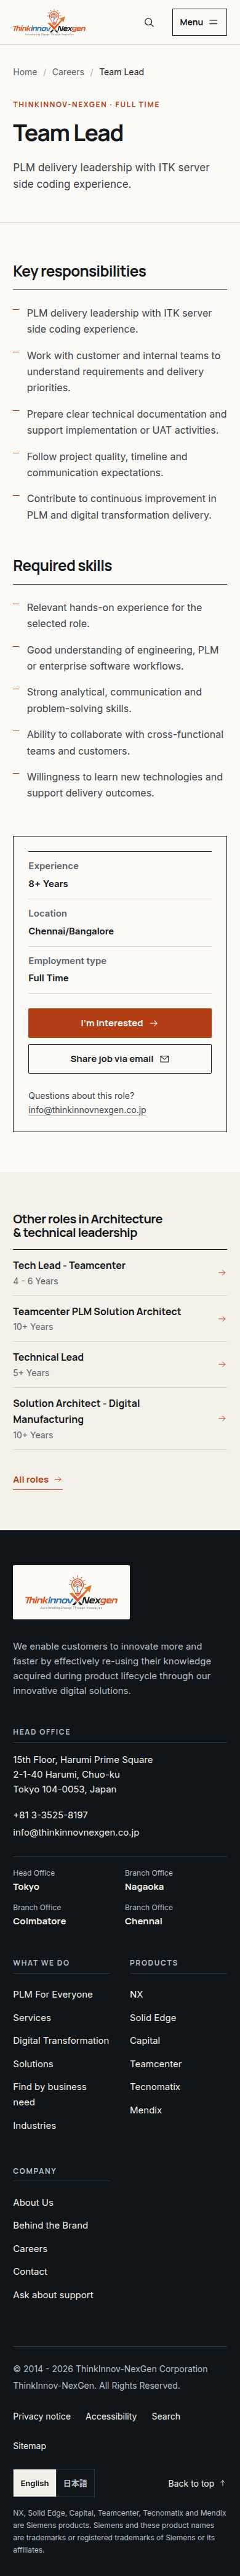 ThinkinnovXNexgen
Menu
Home / Careers / Team Lead
THINKINNOV-NEXGEN · FULL TIME
Team Lead
PLM delivery leadership with ITK server
side coding experience.
Key responsibilities
PLM delivery leadership with ITK server
side coding experience.
Work with customer and internal teams to
understand requirements and delivery
priorities.
Prepare clear technical documentation and
support implementation or UAT activities.
Follow project quality, timeline and
communication expectations.
Contribute to continuous improvement in
PLM and digital transformation delivery.
Required skills
Relevant hands-on experience for the
selected role.
Good understanding of engineering, PLM
or enterprise software workflows.
Strong analytical, communication and
problem-solving skills.
Ability to collaborate with cross-functional
teams and customers.
Willingness to learn new technologies and
support delivery outcomes.
Experience
8+ Years
Location
Chennai/Bangalore
Employment type
Full Time
I'm interested →
Share job via email
Questions about this role?
info@thinkinnovnexgen.co.jp
Other roles in Architecture
& technical leadership
Tech Lead - Teamcenter
4 - 6 Years
→
Teamcenter PLM Solution Architect
10+ Years
→
Technical Lead
5+ Years
→
Solution Architect - Digital
Manufacturing
10+ Years
→
All roles →
ThinkinnovXNexgen
We enable customers to innovate more and
faster by effectively re-using their knowledge
acquired during product lifecycle through our
innovative digital solutions.
HEAD OFFICE
15th Floor, Harumi Prime Square
2-1-40 Harumi, Chuo-ku
Tokyo 104-0053, Japan
+81 3-3525-8197
info@thinkinnovnexgen.co.jp
Head Office
Tokyo
Branch Office
Nagaoka
Branch Office
Coimbatore
Branch Office
Chennai
WHAT WE DO
PLM For Everyone
Services
Digital Transformation
Solutions
Find by business
need
Industries
PRODUCTS
NX
Solid Edge
Capital
Teamcenter
Tecnomatix
Mendix
COMPANY
About Us
Behind the Brand
Careers
Contact
Ask about support
© 2014 - 2026 ThinkInnov-NexGen Corporation
ThinkInnov-NexGen. All Rights Reserved.
Privacy notice Accessibility Search
Sitemap
English 日本語 Back to top ↑
NX, Solid Edge, Capital, Teamcenter, Tecnomatix and Mendix
are Siemens products. Siemens and these product names
are trademarks or registered trademarks of Siemens or its
affiliates.